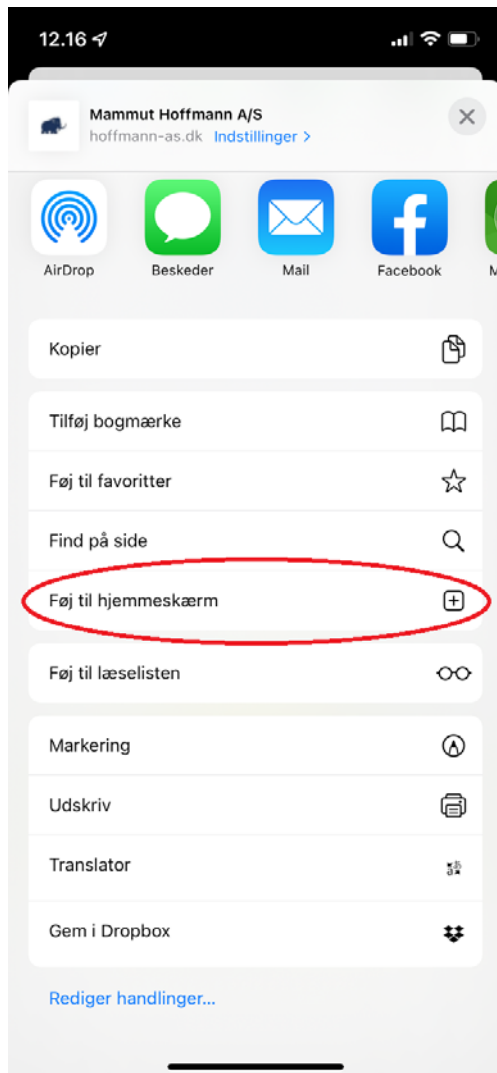 12.16
Mammut Hoffmann A/S
hoffmann-as.dk Indstillinger >
AirDrop
Beskeder
Mail
Facebook
Kopier
Tilføj bogmærke
Føj til favoritter
Find på side
Føj til hjemmeskærm
Føj til læselisten
Markering
Udskriv
Translator
Gem i Dropbox
Rediger handlinger...